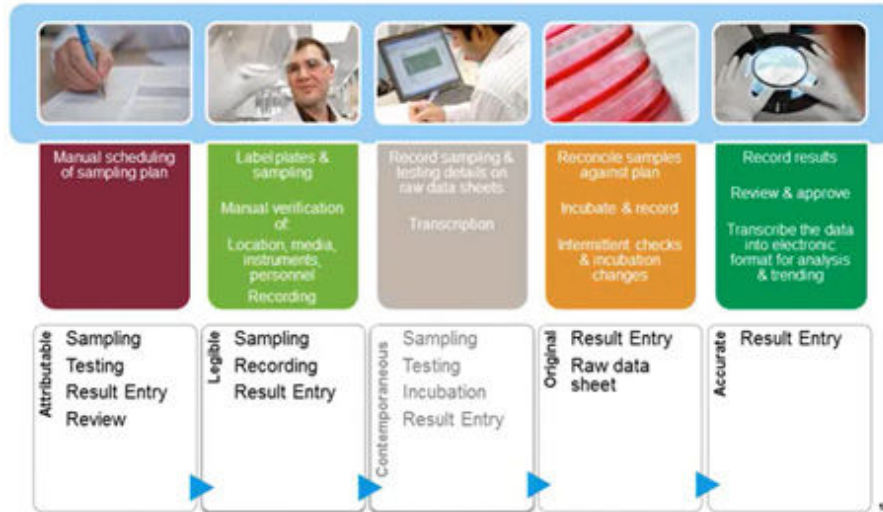 Manual scheduling
of sampling plan
Label plates &
sampling
Manual verification
of:
Location, media,
instruments,
personnel
Recording
Record sampling &
testing details on
raw data sheets
Transcription
Reconcile samples
against plan
Incubate & record
Intermittent checks
& incubation
changes
Record results
Review & approve
Transcribe the data
into electronic
format for analysis
& trending
Attributable
Sampling
Testing
Result Entry
Review
Legible
Sampling
Recording
Result Entry
Contemporaneous
Sampling
Testing
Incubation
Result Entry
Original
Result Entry
Raw data
sheet
Accurate
Result Entry